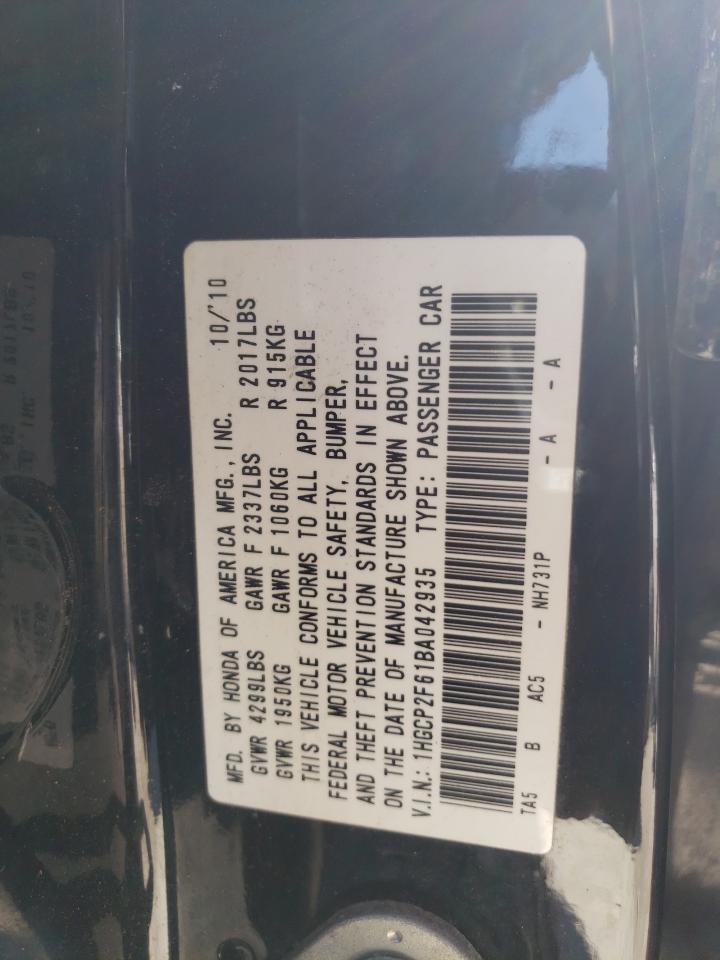 MFD. BY HONDA OF AMERICA MFG., INC. 10/'10
GVWR 4299LBS GAWR F 2337LBS R 2017LBS
GVWR 1950KG GAWR F 1060KG R 915KG
THIS VEHICLE CONFORMS TO ALL APPLICABLE
FEDERAL MOTOR VEHICLE SAFETY, BUMPER,
AND THEFT PREVENTION STANDARDS IN EFFECT
ON THE DATE OF MANUFACTURE SHOWN ABOVE.
V.I.N.: 1HGCP2F61BA042935 TYPE: PASSENGER CAR
TA5 B AC5 - NH731P - A - A